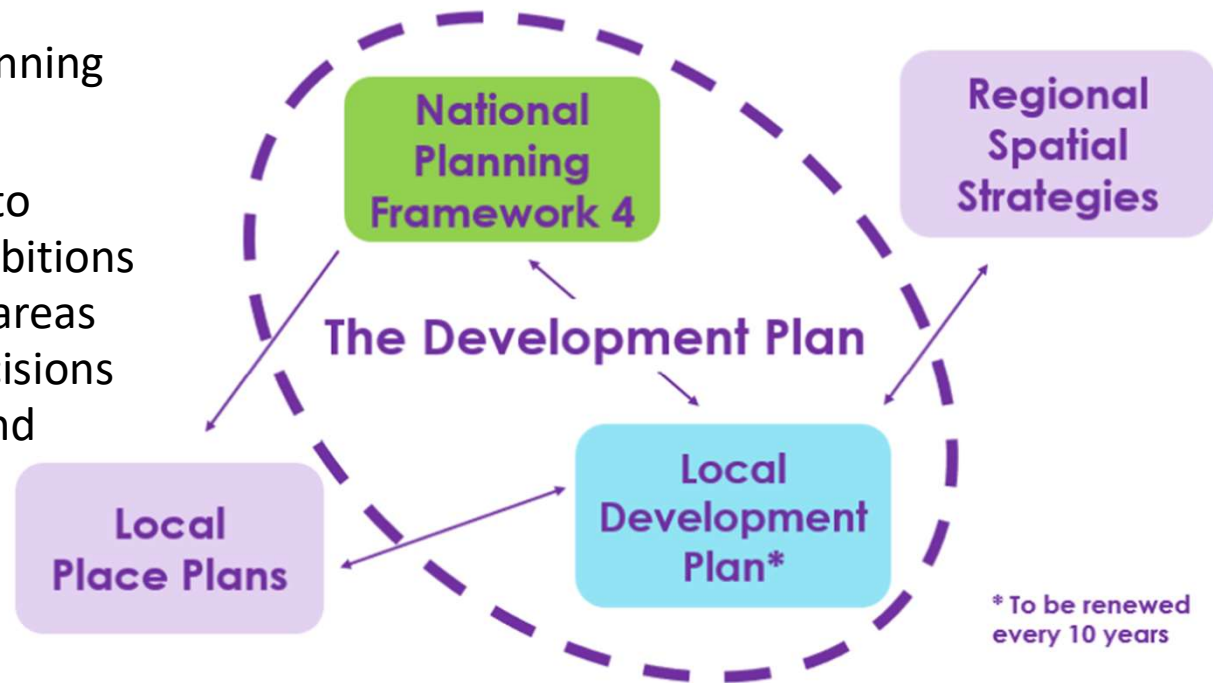 nning
to
bitions
areas
cisions
nd
National
Planning
Framework 4
Regional
Spatial
Strategies
The Development Plan
Local
Place Plans
Local
Development
Plan*
* To be renewed
every 10 years